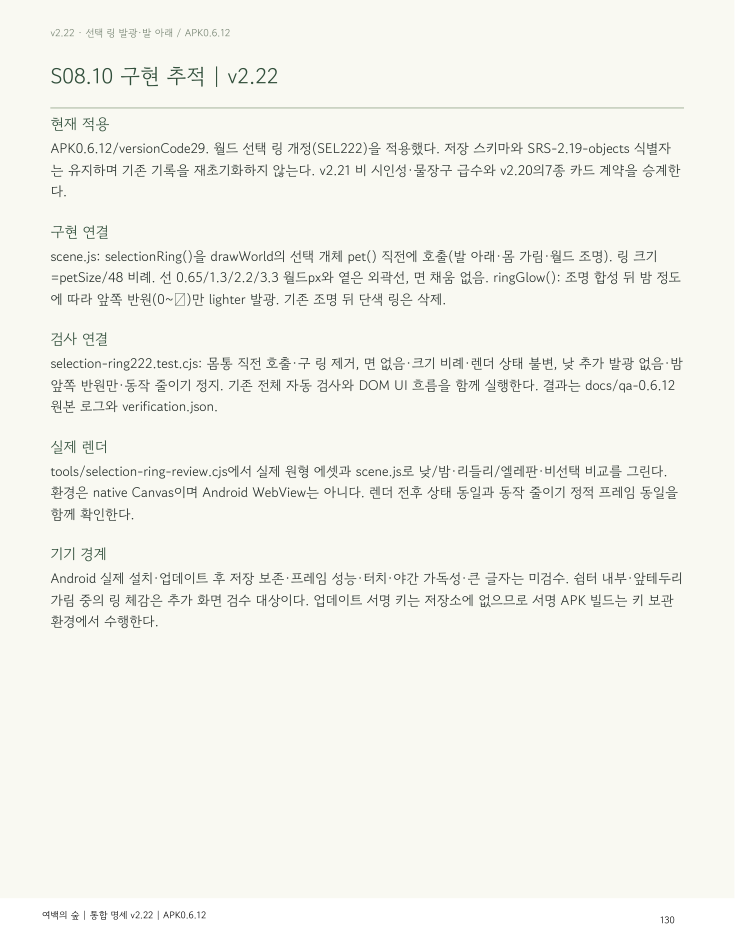 v2.22 · 선택 링 발광·발 아래 / APK0.6.12
S08.10 구현 추적 | v2.22
현재 적용
APK0.6.12/versionCode29. 월드 선택 링 개정(SEL222)을 적용했다. 저장 스키마와 SRS-2.19-objects 식별자
는 유지하며 기존 기록을 재초기화하지 않는다. v2.21 비 시인성·물장구 급수와 v2.20의7종 카드 계약을 승계한
다.
구현 연결
scene.js: selectionRing()을 drawWorld의 선택 개체 pet() 직전에 호출(발 아래·몸 가림·월드 조명). 링 크기
=petSize/48 비례. 선 0.65/1.3/2.2/3.3 월드px와 옅은 외곽선, 면 채움 없음. ringGlow(): 조명 합성 뒤 밤 정도
에 따라 앞쪽 반원(0~〼)만 lighter 발광. 기존 조명 뒤 단색 링은 삭제.
검사 연결
selection-ring222.test.cjs: 몸통 직전 호출·구 링 제거, 면 없음·크기 비례·렌더 상태 불변, 낮 추가 발광 없음·밤
앞쪽 반원만·동작 줄이기 정지. 기존 전체 자동 검사와 DOM UI 흐름을 함께 실행한다. 결과는 docs/qa-0.6.12
원본 로그와 verification.json.
실제 렌더
tools/selection-ring-review.cjs에서 실제 원형 에셋과 scene.js로 낮/밤·리들리/엘레판·비선택 비교를 그린다.
환경은 native Canvas이며 Android WebView는 아니다. 렌더 전후 상태 동일과 동작 줄이기 정적 프레임 동일을
함께 확인한다.
기기 경계
Android 실제 설치·업데이트 후 저장 보존·프레임 성능·터치·야간 가독성·큰 글자는 미검수. 쉼터 내부·앞테두리
가림 중의 링 체감은 추가 화면 검수 대상이다. 업데이트 서명 키는 저장소에 없으므로 서명 APK 빌드는 키 보관
환경에서 수행한다.
여백의 숲 | 통합 명세 v2.22 | APK0.6.12
130